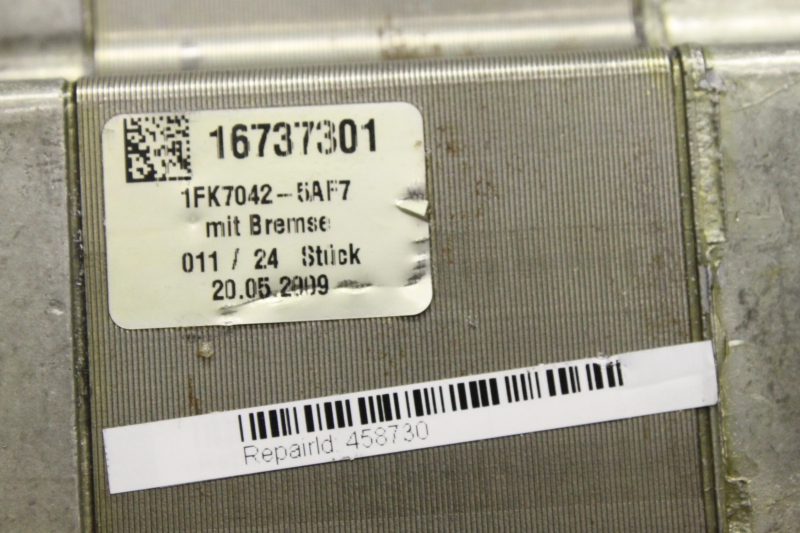 16737301
1FK7042-5AF7
mit Bremse
011 / 24 Stück
20.05.2009
RepairId: 458730